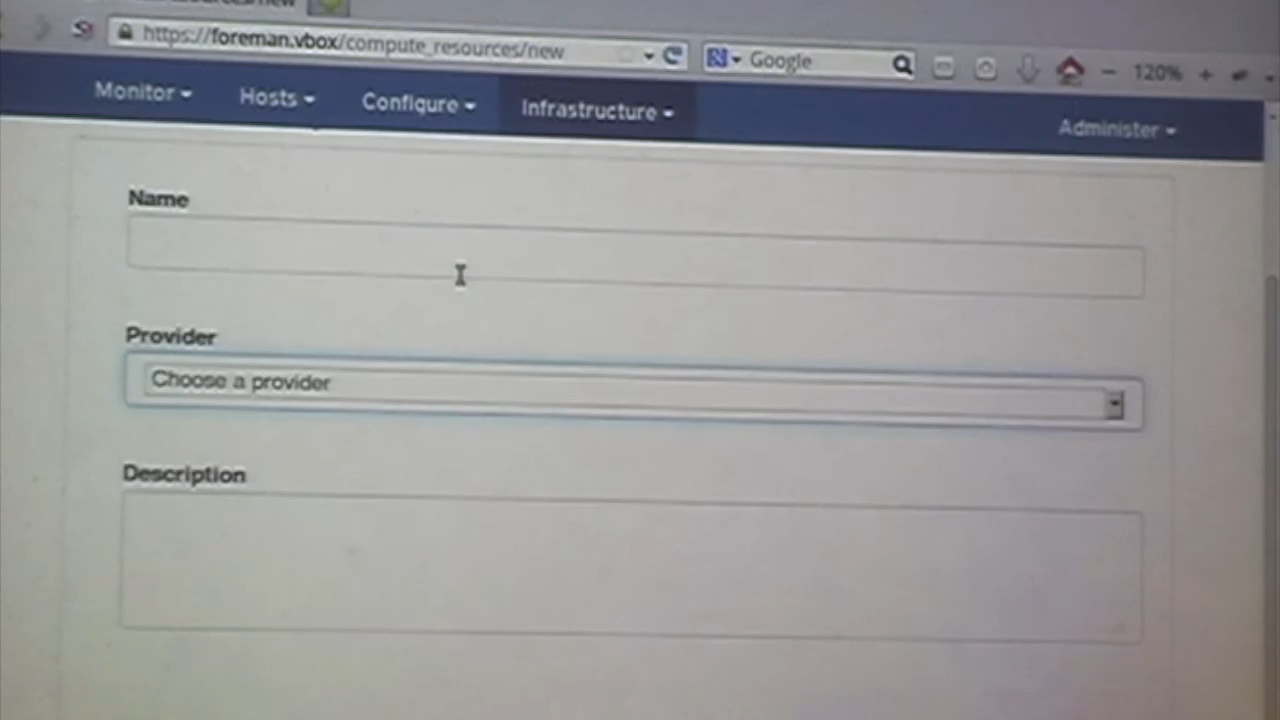 https://foreman.vbox/compute_resources/new
Google
120%
Monitor
Hosts
Configure
Infrastructure
Administer
Name
Provider
Choose a provider
Description